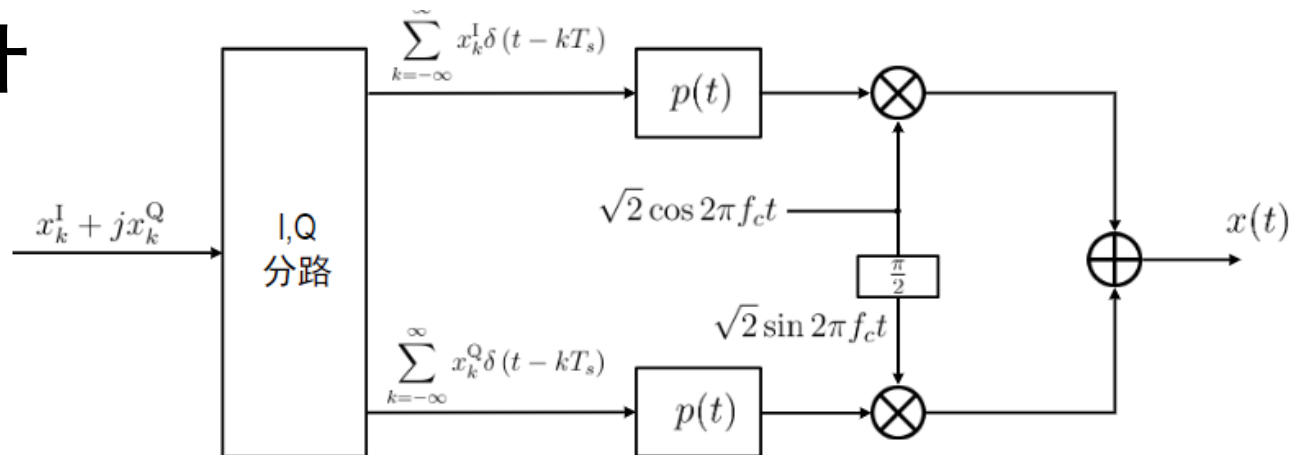 ∑_{k=-∞}^{∞} x_k^I δ(t − kT_s)
p(t)
x_k^I + jx_k^Q
I,Q
分路
√2 cos 2πf_c t
x(t)
π/2
√2 sin 2πf_c t
∑_{k=-∞}^{∞} x_k^Q δ(t − kT_s)
p(t)